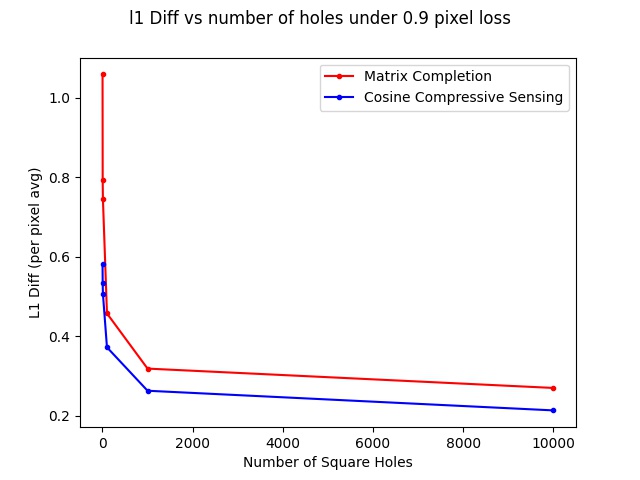 l1 Diff vs number of holes under 0.9 pixel loss
Matrix Completion
Cosine Compressive Sensing
L1 Diff (per pixel avg)
1.0
0.8
0.6
0.4
0.2
0 2000 4000 6000 8000 10000
Number of Square Holes